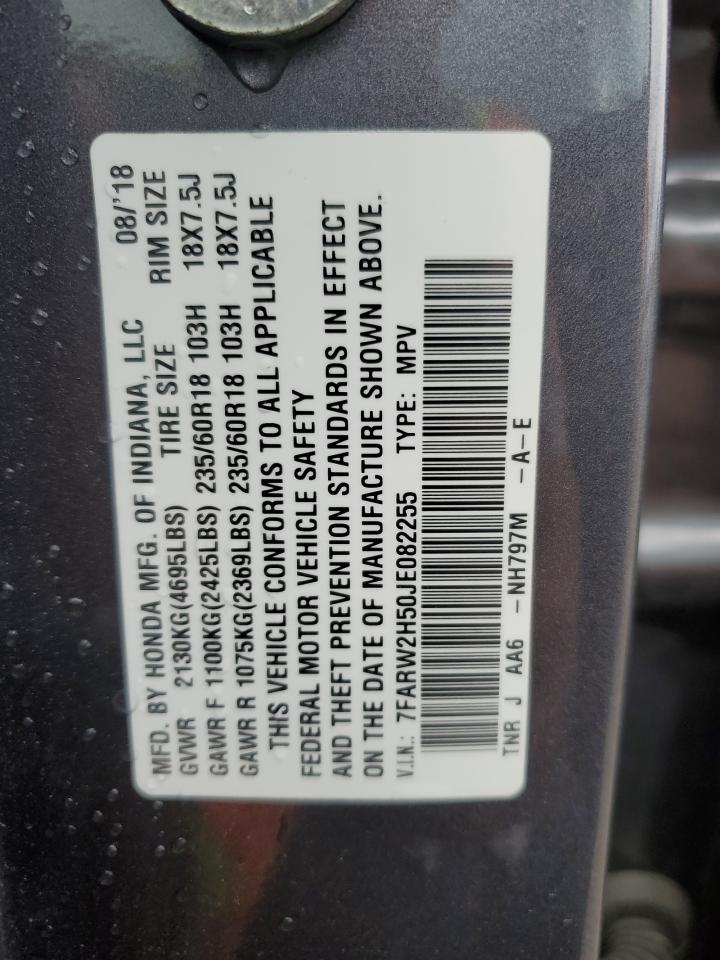 MFD. BY HONDA MFG. OF INDIANA, LLC 08/'18
GVWR 2130KG(4695LBS) TIRE SIZE RIM SIZE
GAWR F 1100KG(2425LBS) 235/60R18 103H 18X7.5J
GAWR R 1075KG(2369LBS) 235/60R18 103H 18X7.5J
THIS VEHICLE CONFORMS TO ALL APPLICABLE
FEDERAL MOTOR VEHICLE SAFETY
AND THEFT PREVENTION STANDARDS IN EFFECT
ON THE DATE OF MANUFACTURE SHOWN ABOVE.
V.I.N.: 7FARW2H50JE082255 TYPE: MPV
TNR J AA6 -NH797M -A-E